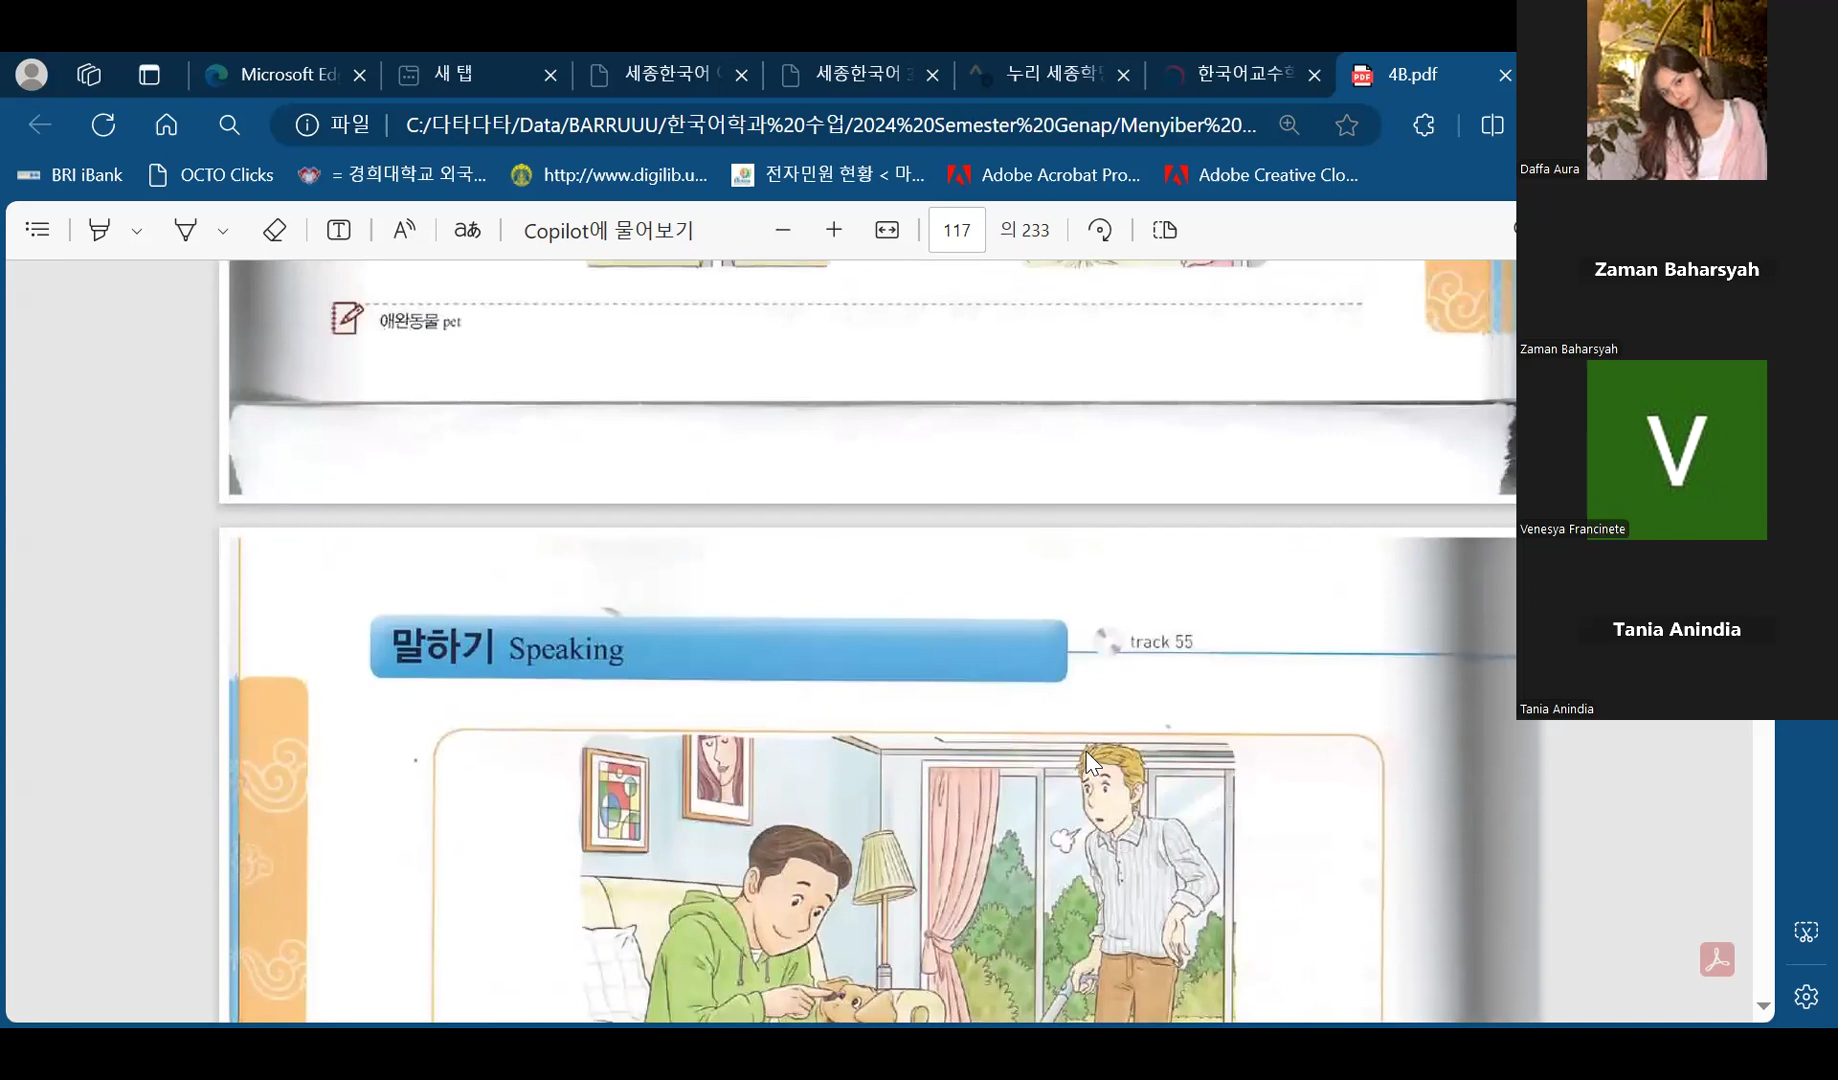 Microsoft Ed
새 탭
세종한국어
세종한국어
누리 세종학
한국어교수
4B.pdf
파일
C:/다타다타/Data/BARRUUU/한국어학과%20수업/2024%20Semester%20Genap/Menyiber%20...
BRI iBank
OCTO Clicks
= 경희대학교 외국...
http://www.digilib.u...
전자민원 현황 < 마...
Adobe Acrobat Pro...
Adobe Creative Clo...
aあ
Copilot에 물어보기
117
의 233
애완동물 pet
말하기 Speaking
track 55
Daffa Aura
Zaman Baharsyah
Zaman Baharsyah
V
Venesya Francinete
Tania Anindia
Tania Anindia